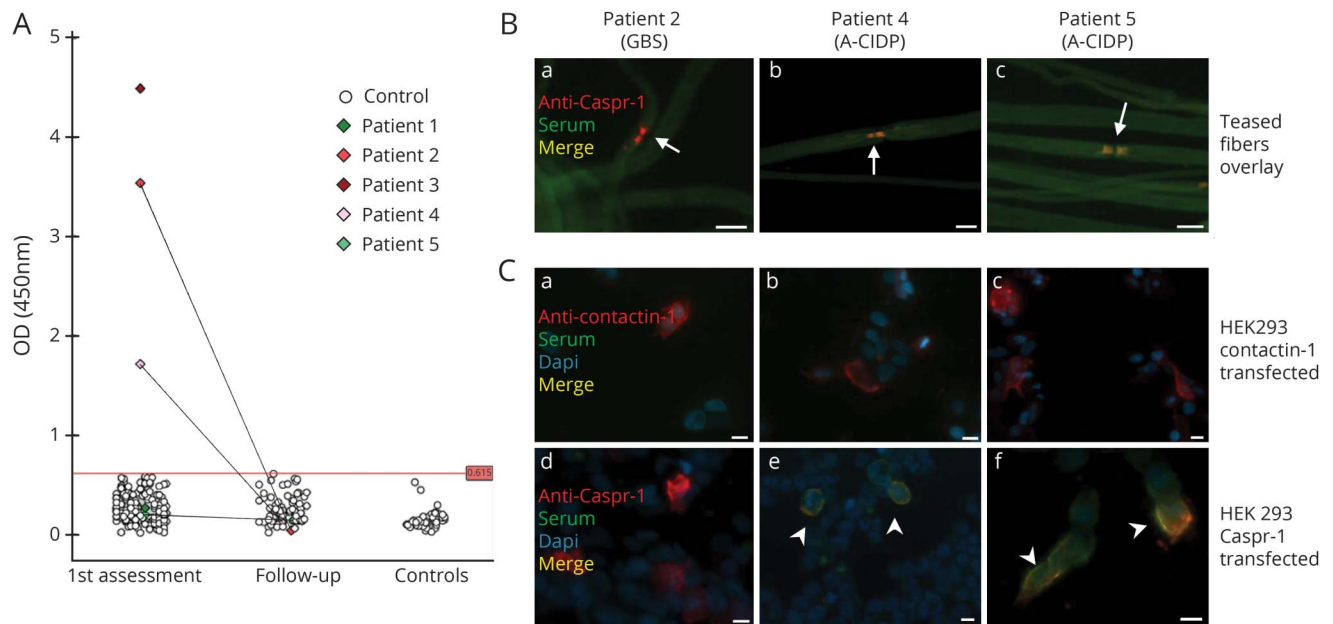 A
5
4
3
2
1
0
OD (450nm)
Control
Patient 1
Patient 2
Patient 3
Patient 4
Patient 5
0.615
1st assessment
Follow-up
Controls
B
Patient 2
(GBS)
Patient 4
(A-CIDP)
Patient 5
(A-CIDP)
a
Anti-Caspr-1
Serum
Merge
b
c
Teased
fibers
overlay
C
a
Anti-contactin-1
Serum
Dapi
Merge
b
c
HEK293
contactin-1
transfected
d
Anti-Caspr-1
Serum
Dapi
Merge
e
f
HEK 293
Caspr-1
transfected